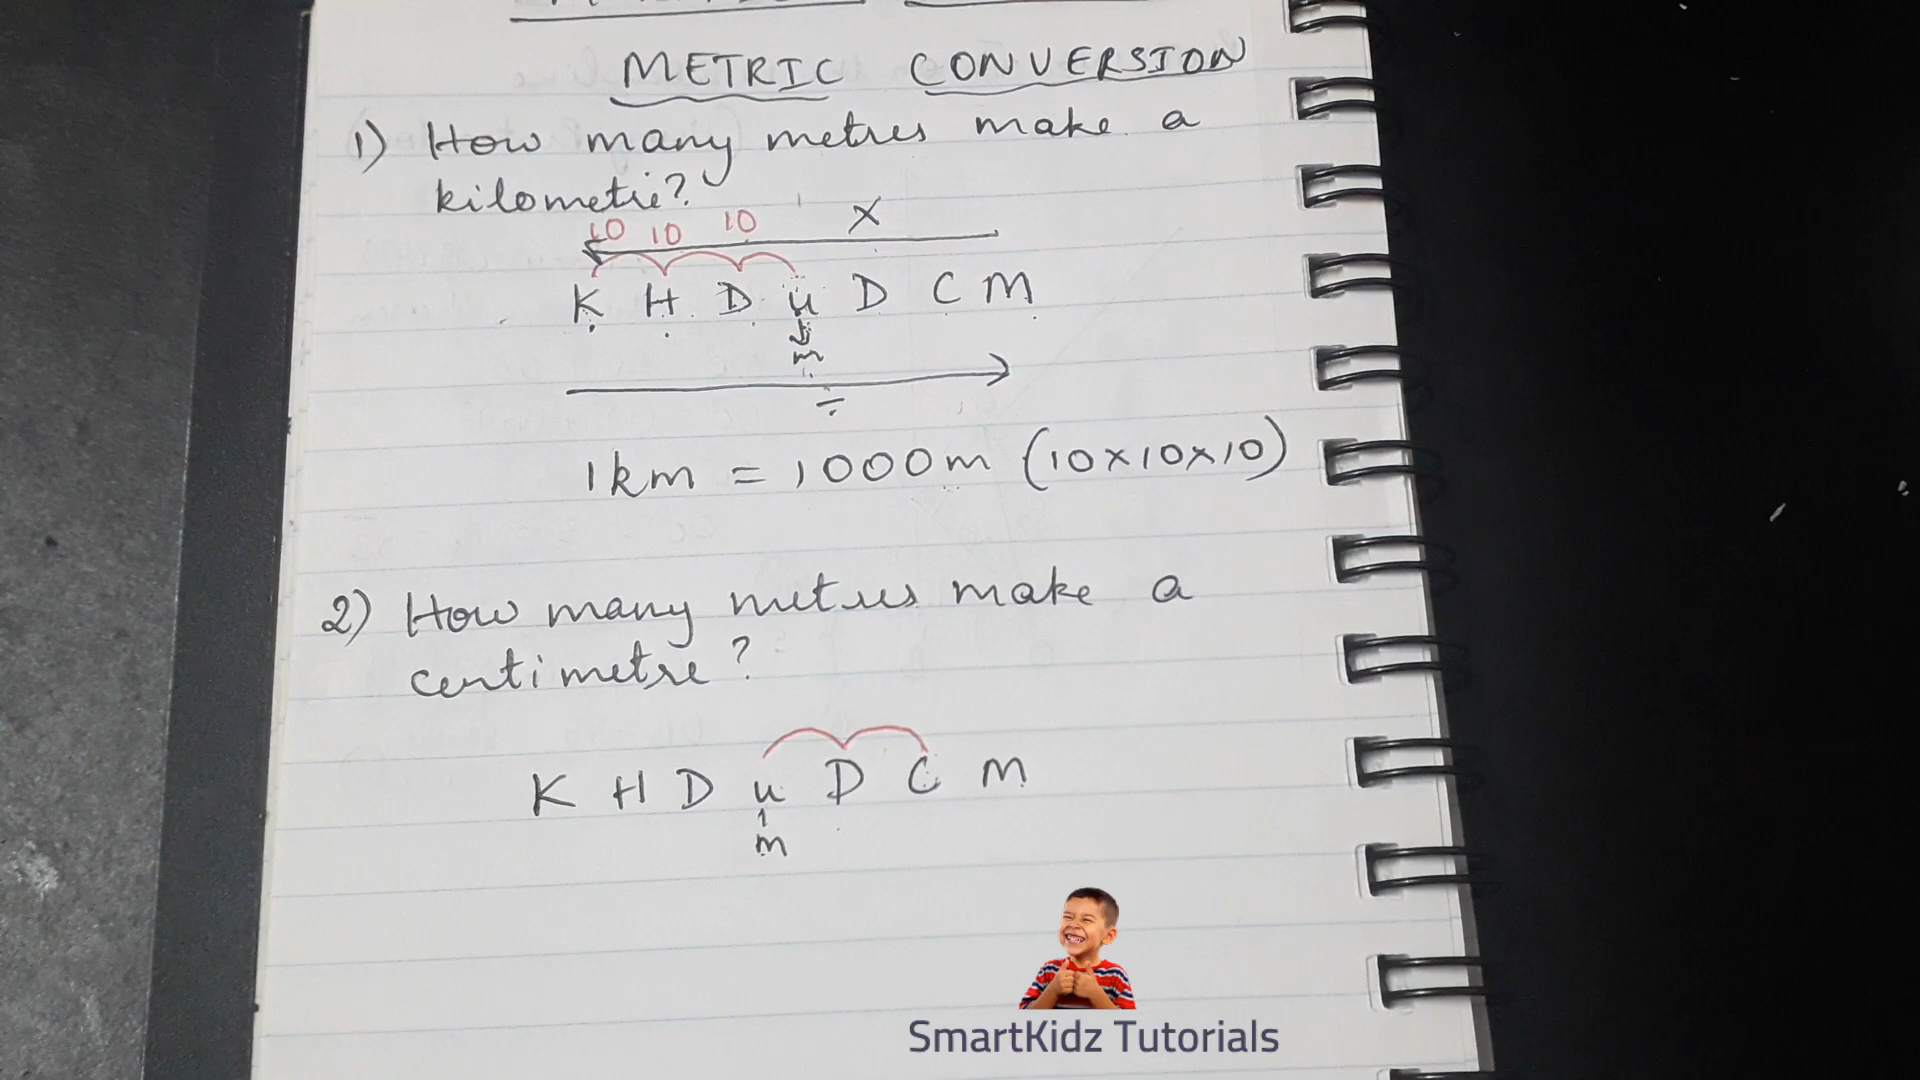 METRIC CONVERSION
1) How many metres make a
kilometre?
10 10 10 X
K H D u D C M
m
÷
1km = 1000m (10×10×10)
2) How many metres make a
centimetre?
K H D u D C M
m
SmartKidz Tutorials